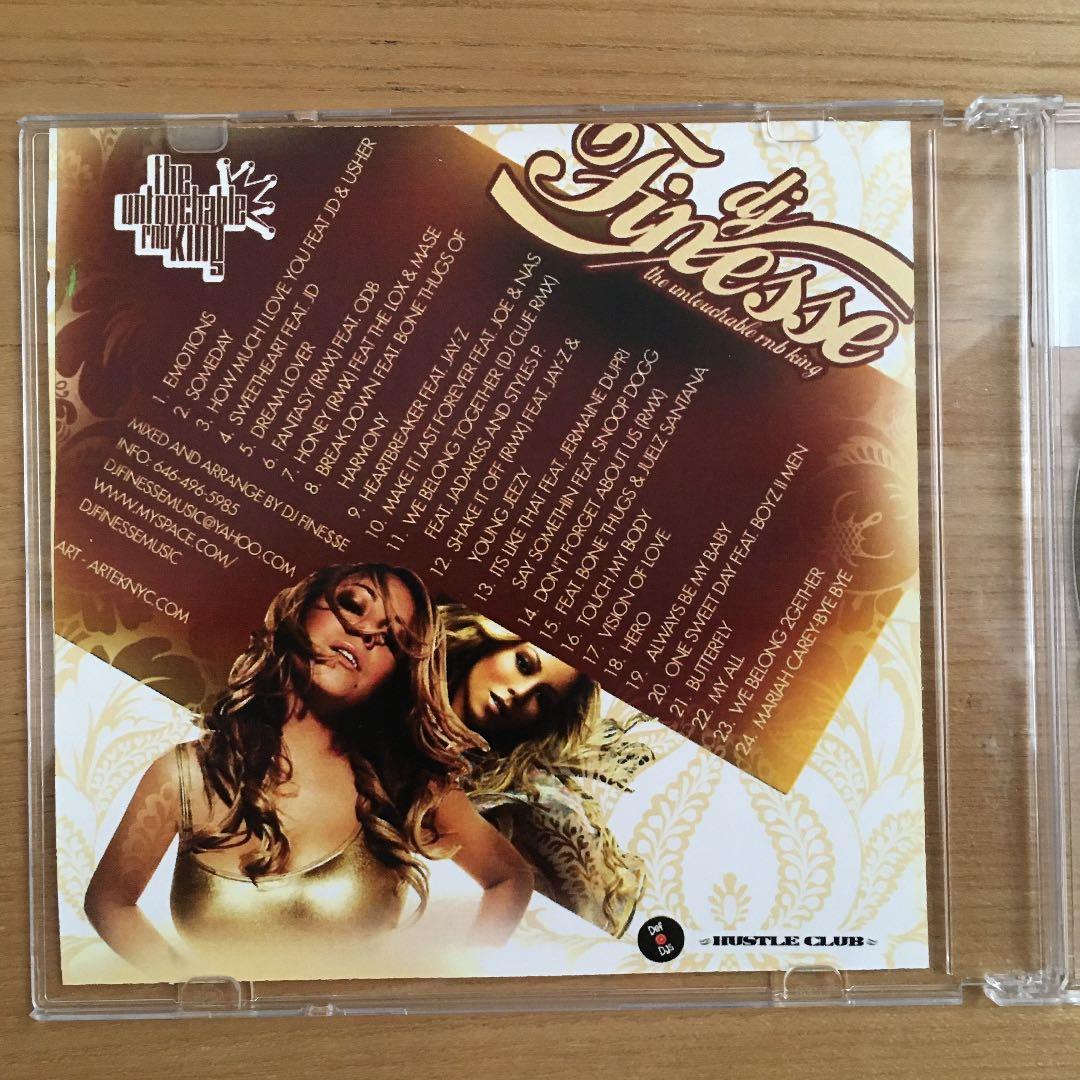 the
untouchable
rnb
KING
dj
Finesse
the untouchable rnb king
1. EMOTIONS
2. SOMEDAY
3. HOW MUCH I LOVE YOU FEAT JD & USHER
4. SWEETHEART FEAT. JD
5. DREAM LOVER
6. FANTASY (RMX) FEAT. ODB
7. HONEY (RMX) FEAT THE LOX & MASE
8. BREAK DOWN FEAT. BONE THUGS OF
HARMONY
9. HEARTBREAKER FEAT. JAY-Z
10. MAKE IT LAST FOREVER FEAT. JOE & NAS
11. WE BELONG TOGETHER (DJ CLUE RMX)
FEAT. JADAKISS AND STYLES P.
12. SHAKE IT OFF (RMX) FEAT JAY-Z &
YOUNG JEEZY
13. ITS LIKE THAT FEAT JERMAINE DUPRI
SAY SOMETHIN FEAT. SNOOP DOGG
14. DON'T FORGET ABOUT US (RMX)
15. FEAT. BONE THUGS & JUELZ SANTANA
16. TOUCH MY BODY
17. VISION OF LOVE
18. HERO
19. ALWAYS BE MY BABY
20. ONE SWEET DAY FEAT BOYZ II MEN
21. BUTTERFLY
22. MY ALL
23. WE BELONG 2GETHER
24. MARIAH CAREY-BYE BYE
MIXED AND ARRANGE BY DJ FINESSE
INFO: 646-496-5985
DJFINESSEMUSIC@YAHOO.COM
WWW.MYSPACE.COM/
DJFINESSEMUSIC
ART - ARTEKNYC.COM
Def
DJs
HUSTLE CLUB